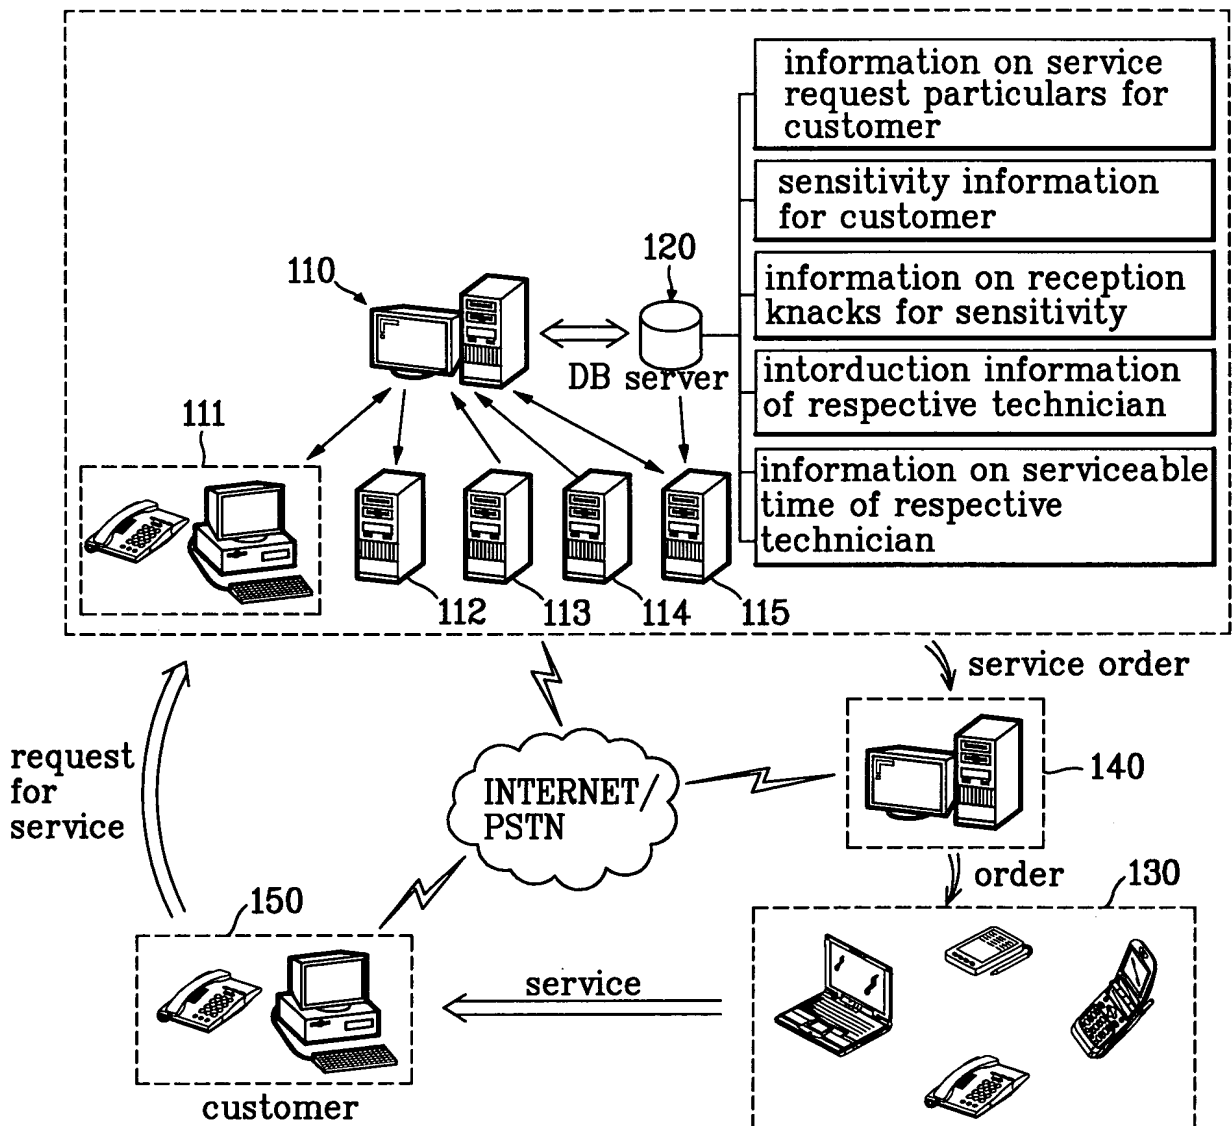 information on service
request particulars for
customer
sensitivity information
for customer
120
110
information on reception
knacks for sensitivity
DB server
intorduction information
of respective technician
111
information on serviceable
time of respective
technician
112
113
114
115
service order
request
for
service
INTERNET/
PSTN
140
order
130
150
service
customer